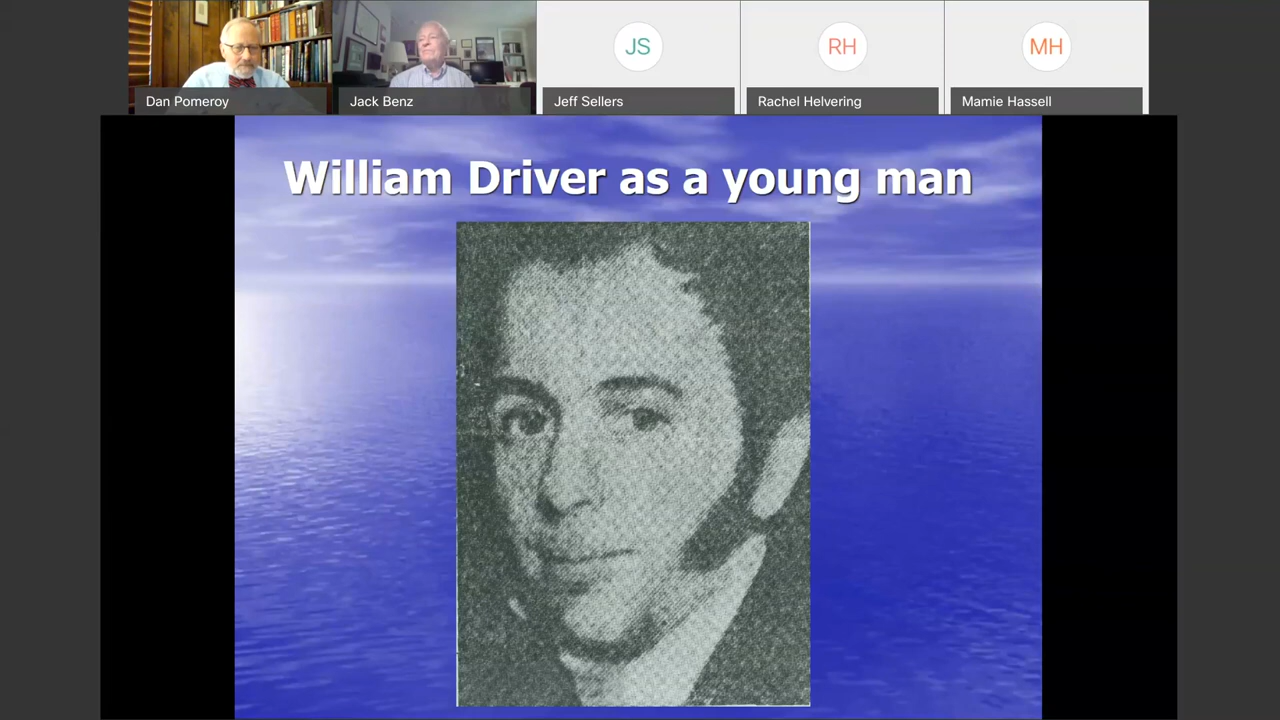 JS
RH
MH
Dan Pomeroy
Jack Benz
Jeff Sellers
Rachel Helvering
Mamie Hassell
William Driver as a young man